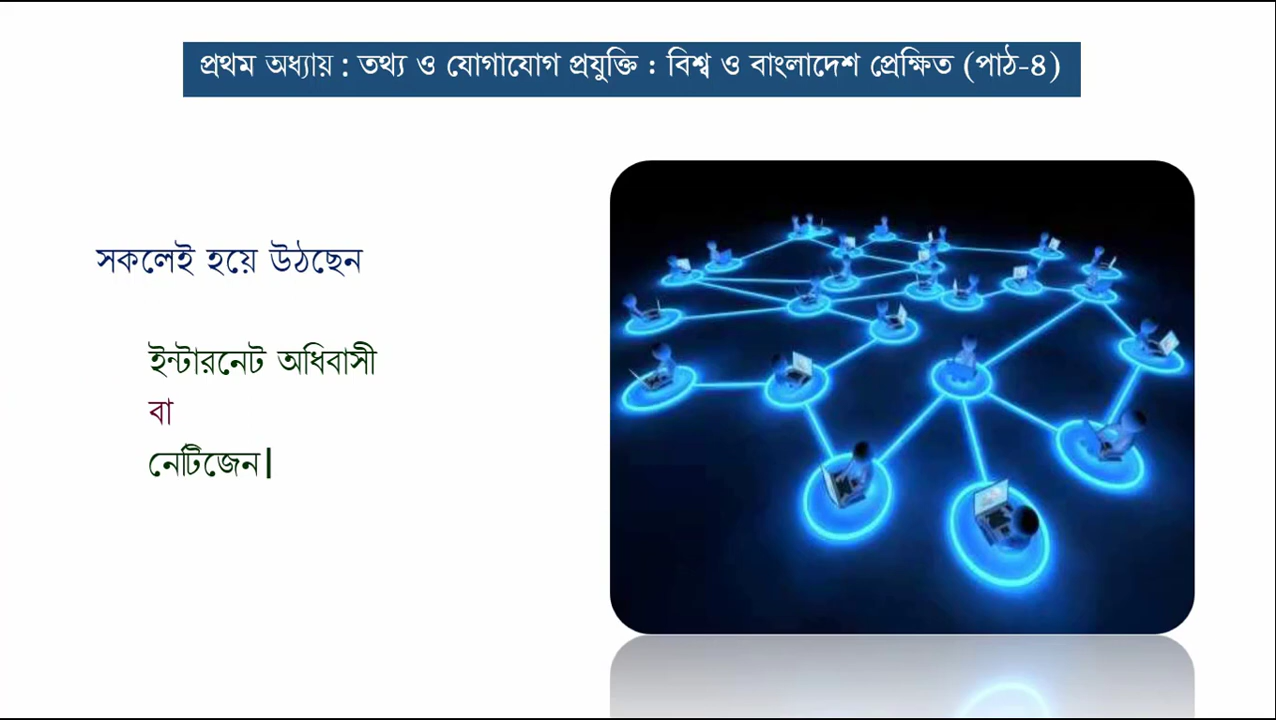 প্রথম অধ্যায় : তথ্য ও যোগাযোগ প্রযুক্তি : বিশ্ব ও বাংলাদেশ প্রেক্ষিত (পাঠ-৪)
সকলেই হয়ে উঠছেন
ইন্টারনেট অধিবাসী
বা
নেটিজেন।